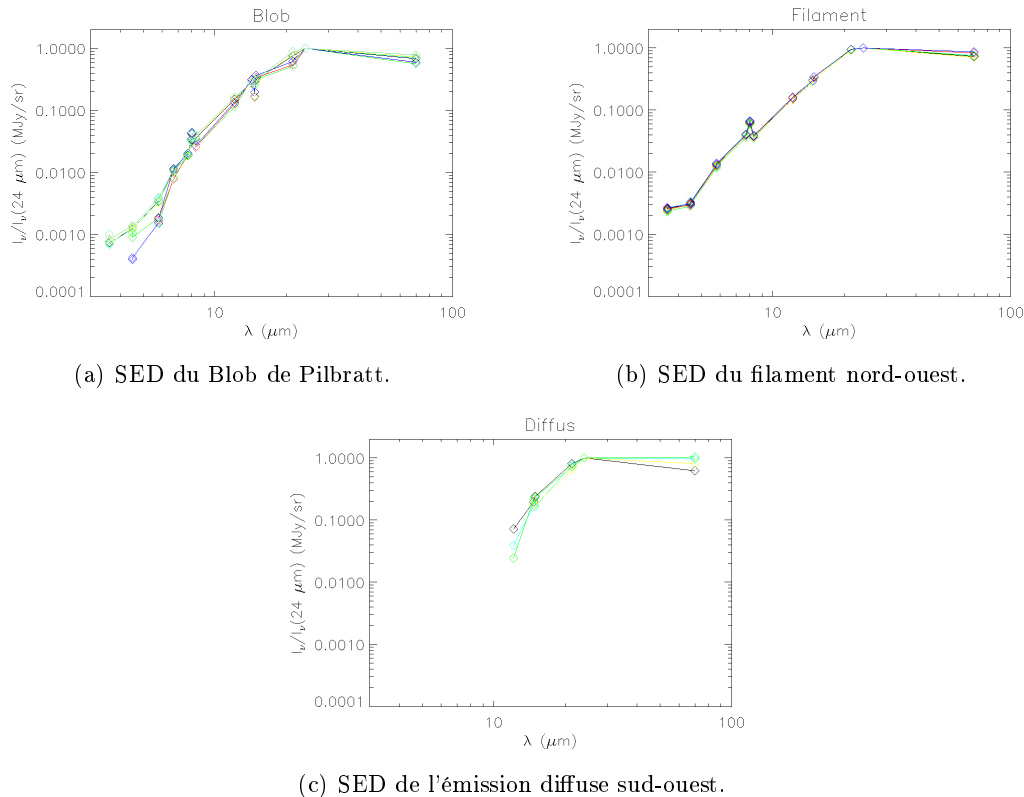 Blob
1.0000
0.1000
0.0100
0.0010
0.0001
Iν/Iν(24 μm) (MJy/sr)
10
100
λ (μm)
(a) SED du Blob de Pilbratt.
Filament
1.0000
0.1000
0.0100
0.0010
0.0001
Iν/Iν(24 μm) (MJy/sr)
10
100
λ (μm)
(b) SED du filament nord-ouest.
Diffus
1.0000
0.1000
0.0100
0.0010
0.0001
Iν/Iν(24 μm) (MJy/sr)
10
100
λ (μm)
(c) SED de l'émission diffuse sud-ouest.